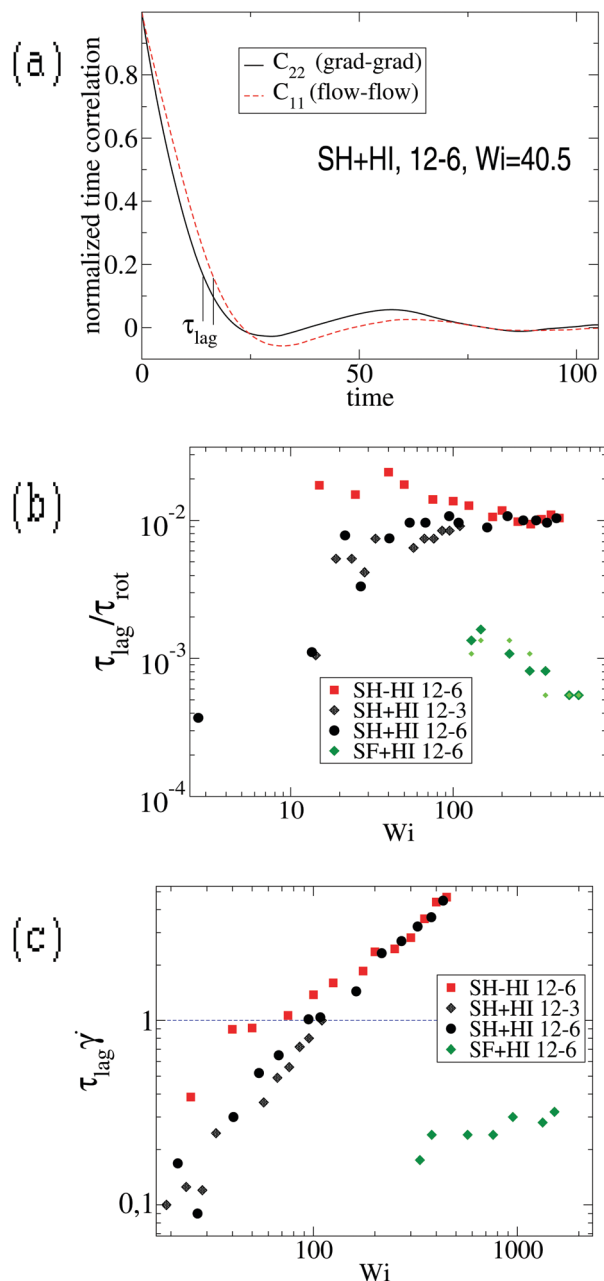 (a)
normalized time correlation
0.8
0.6
0.4
0.2
0
C22 (grad-grad)
C11 (flow-flow)
SH+HI, 12-6, Wi=40.5
τlag
0 25 50 75 100
time
(b)
τlag/τrot
10-2
10-3
10-4
SH-HI 12-6
SH+HI 12-3
SH+HI 12-6
SF+HI 12-6
10 100
Wi
(c)
τlagγ̇
1
0,1
SH-HI 12-6
SH+HI 12-3
SH+HI 12-6
SF+HI 12-6
100 1000
Wi